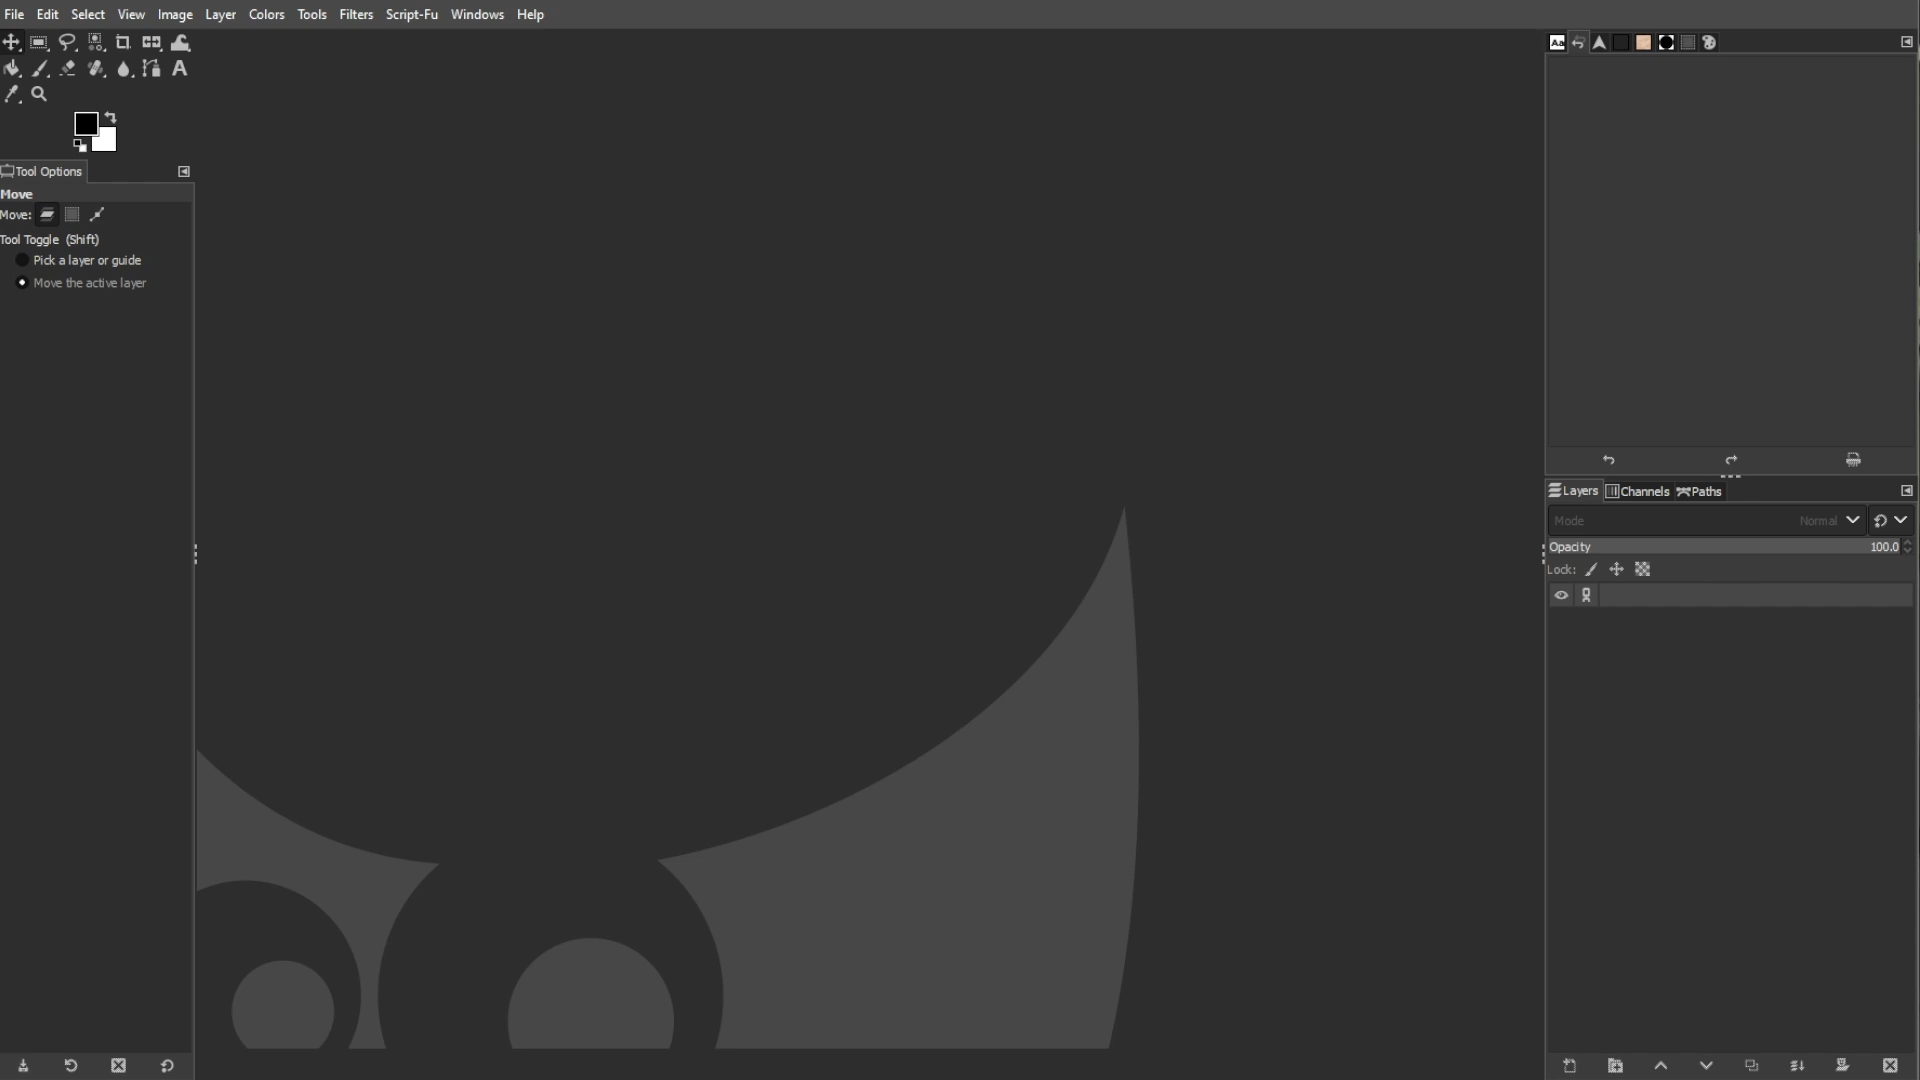 File Edit Select View Image Layer Colors Tools Filters Script-Fu Windows Help
Aa
A
Tool Options
Move
Move:
Tool Toggle (Shift)
Pick a layer or guide
Move the active layer
Layers Channels Paths
Mode Normal
Opacity 100.0
Lock: